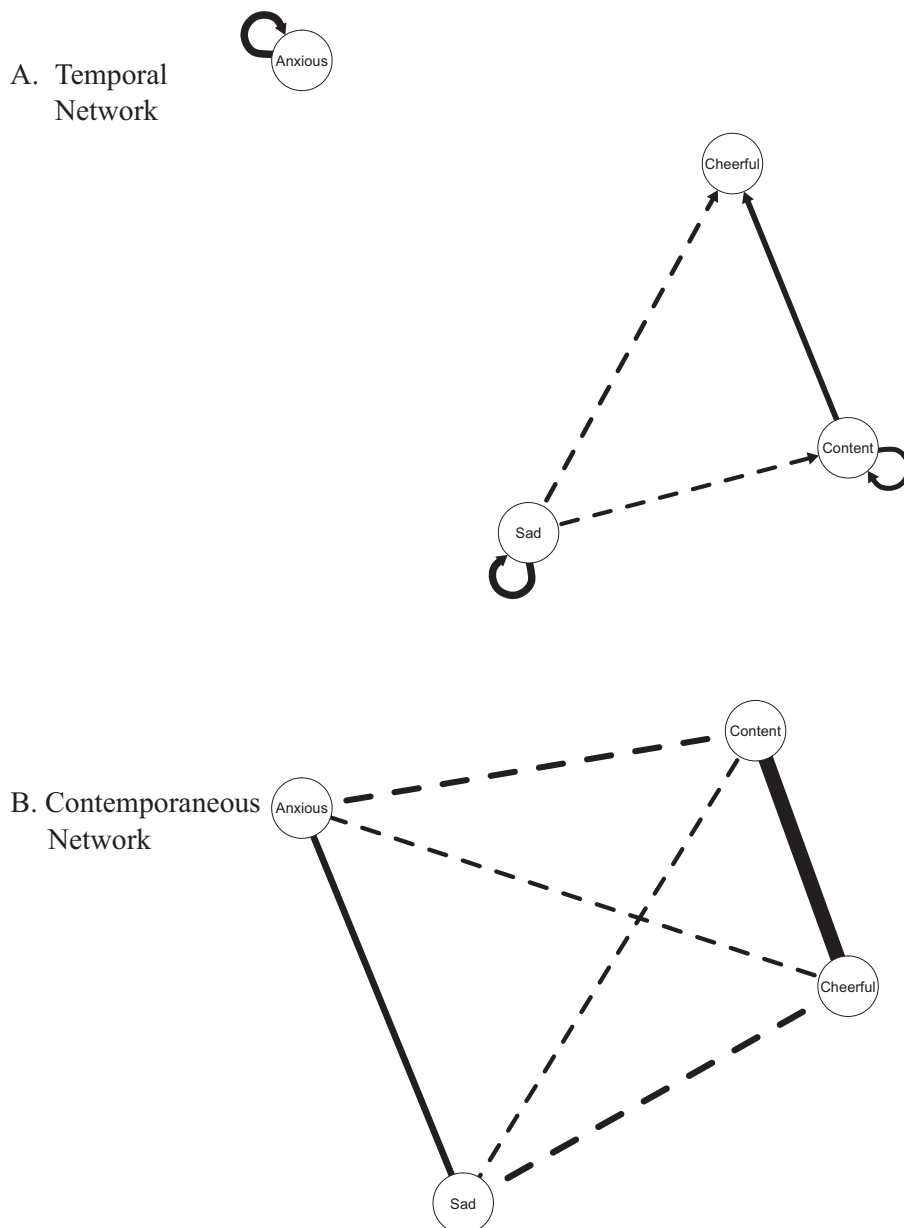 Anxious
A. Temporal
Network
Cheerful
Content
Sad
Content
B. Contemporaneous
Network
Anxious
Cheerful
Sad